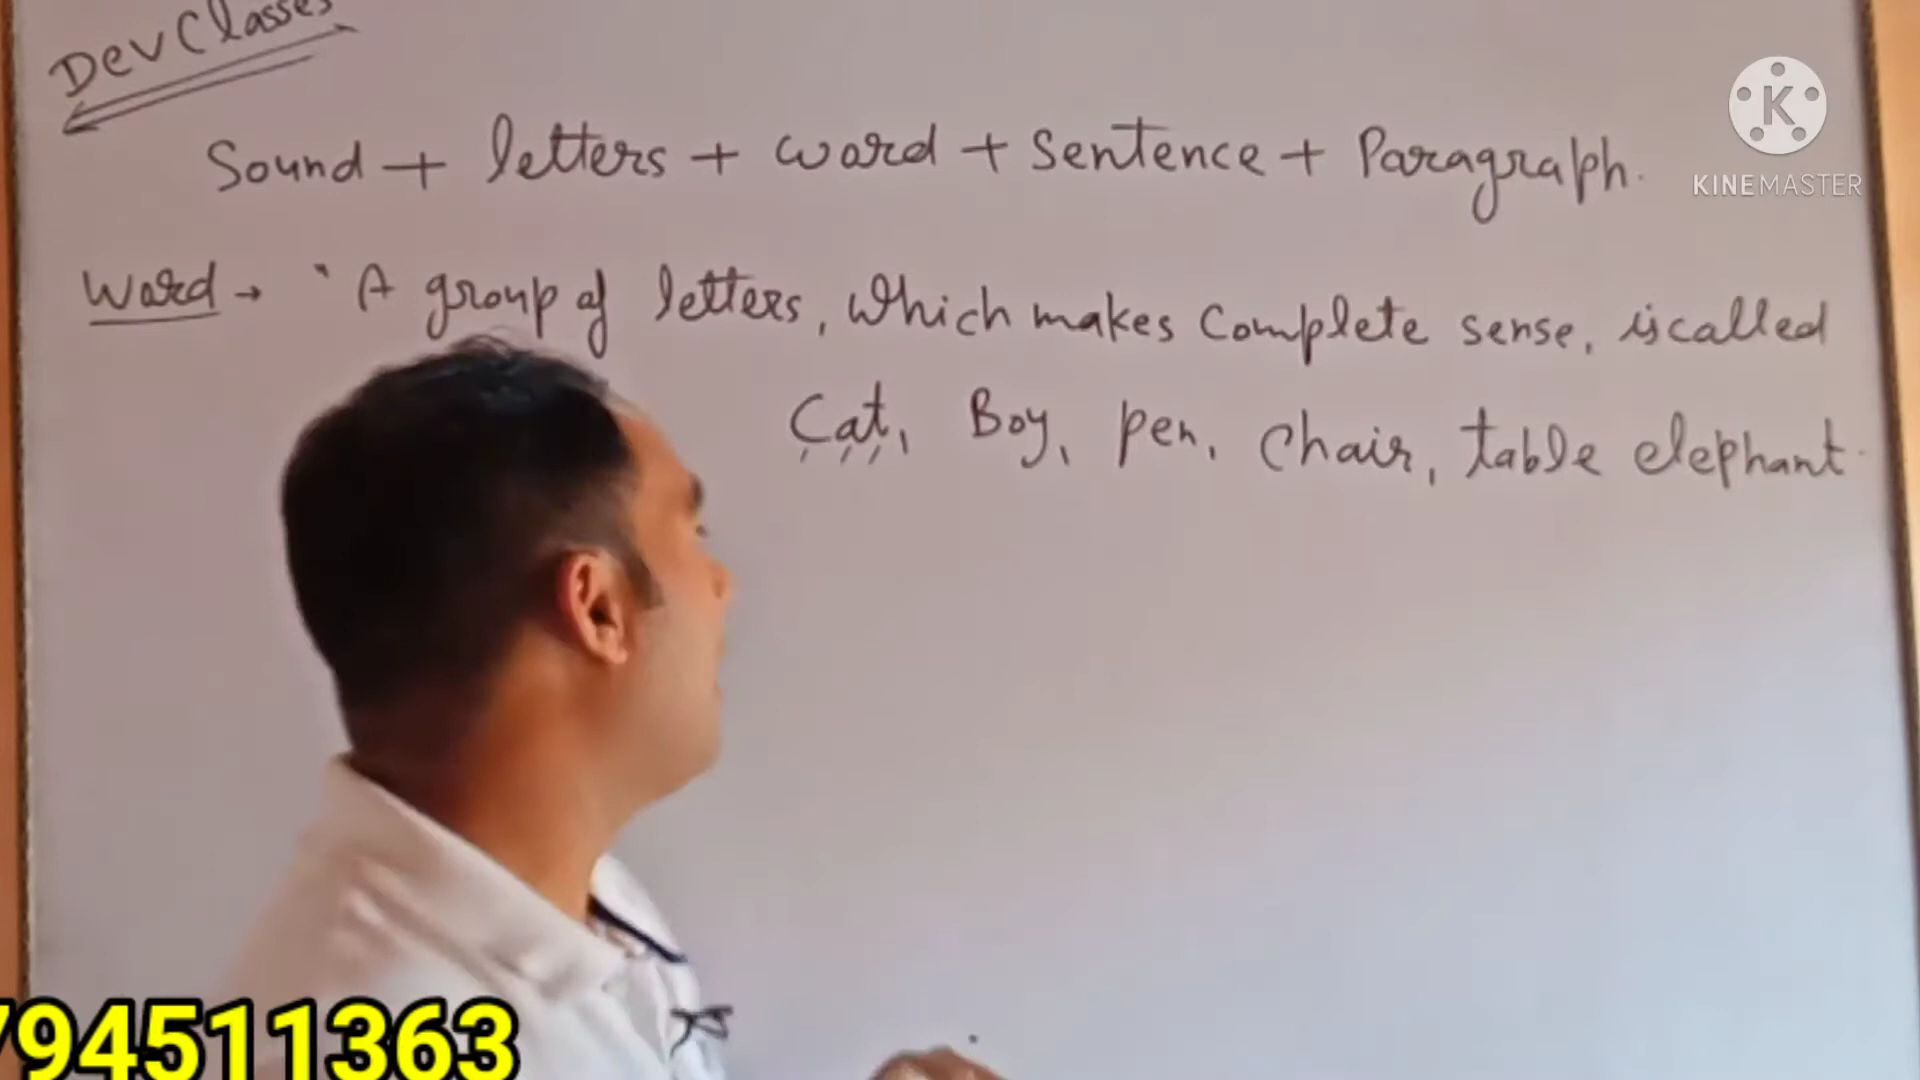 Dev Classes
Sound + letters + word + Sentence + Paragraph.
K
KINEMASTER
Word → " A group of letters, which makes complete sense, is called
Cat, Boy, pen, Chair, table elephant.
794511363